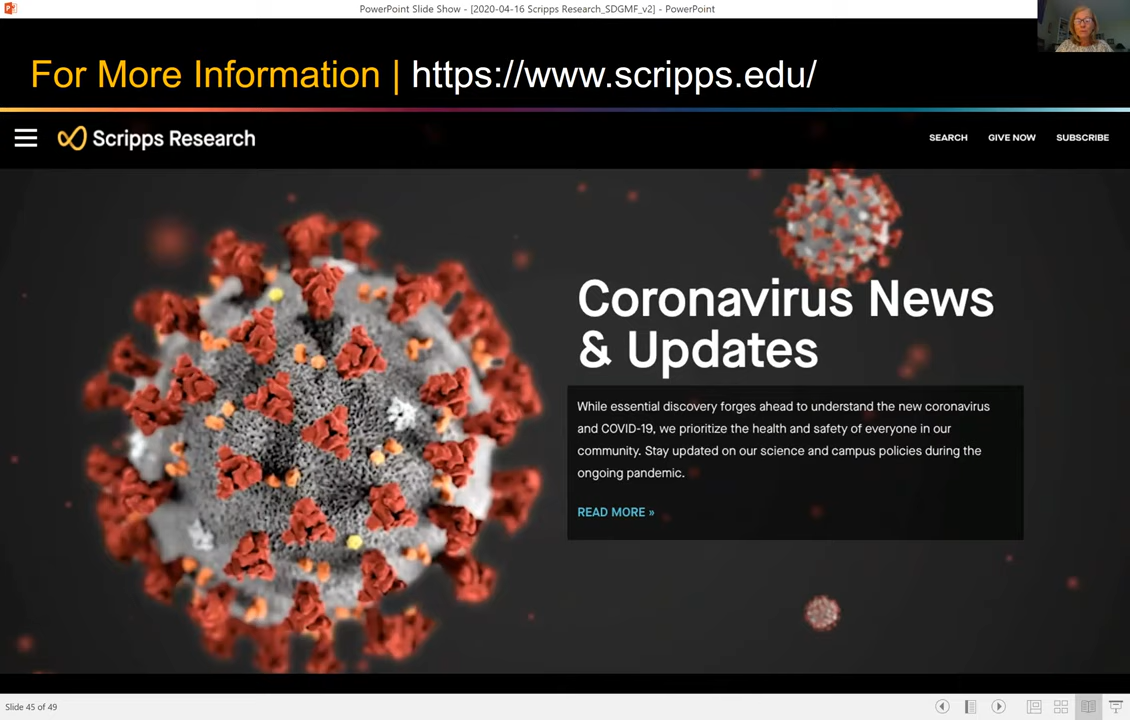 PowerPoint Slide Show - [2020-04-16 Scripps Research_SDGMF_v2] - PowerPoint
For More Information | https://www.scripps.edu/
Scripps Research
SEARCH GIVE NOW SUBSCRIBE
Coronavirus News
& Updates
While essential discovery forges ahead to understand the new coronavirus
and COVID-19, we prioritize the health and safety of everyone in our
community. Stay updated on our science and campus policies during the
ongoing pandemic.
READ MORE »
Slide 45 of 49